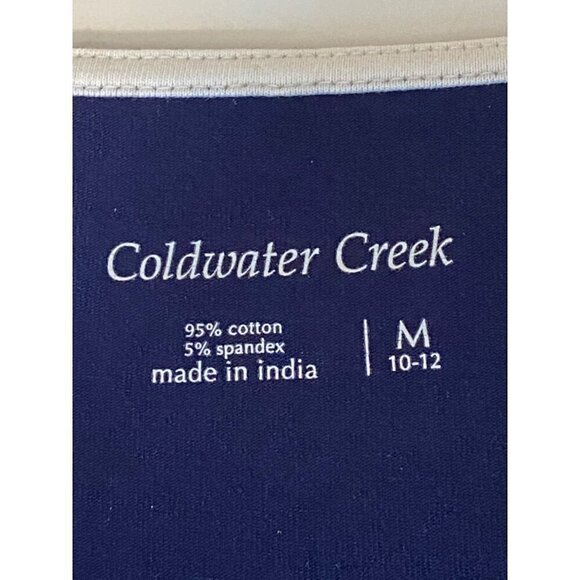 Coldwater Creek
95% cotton
5% spandex
made in india
M
10-12